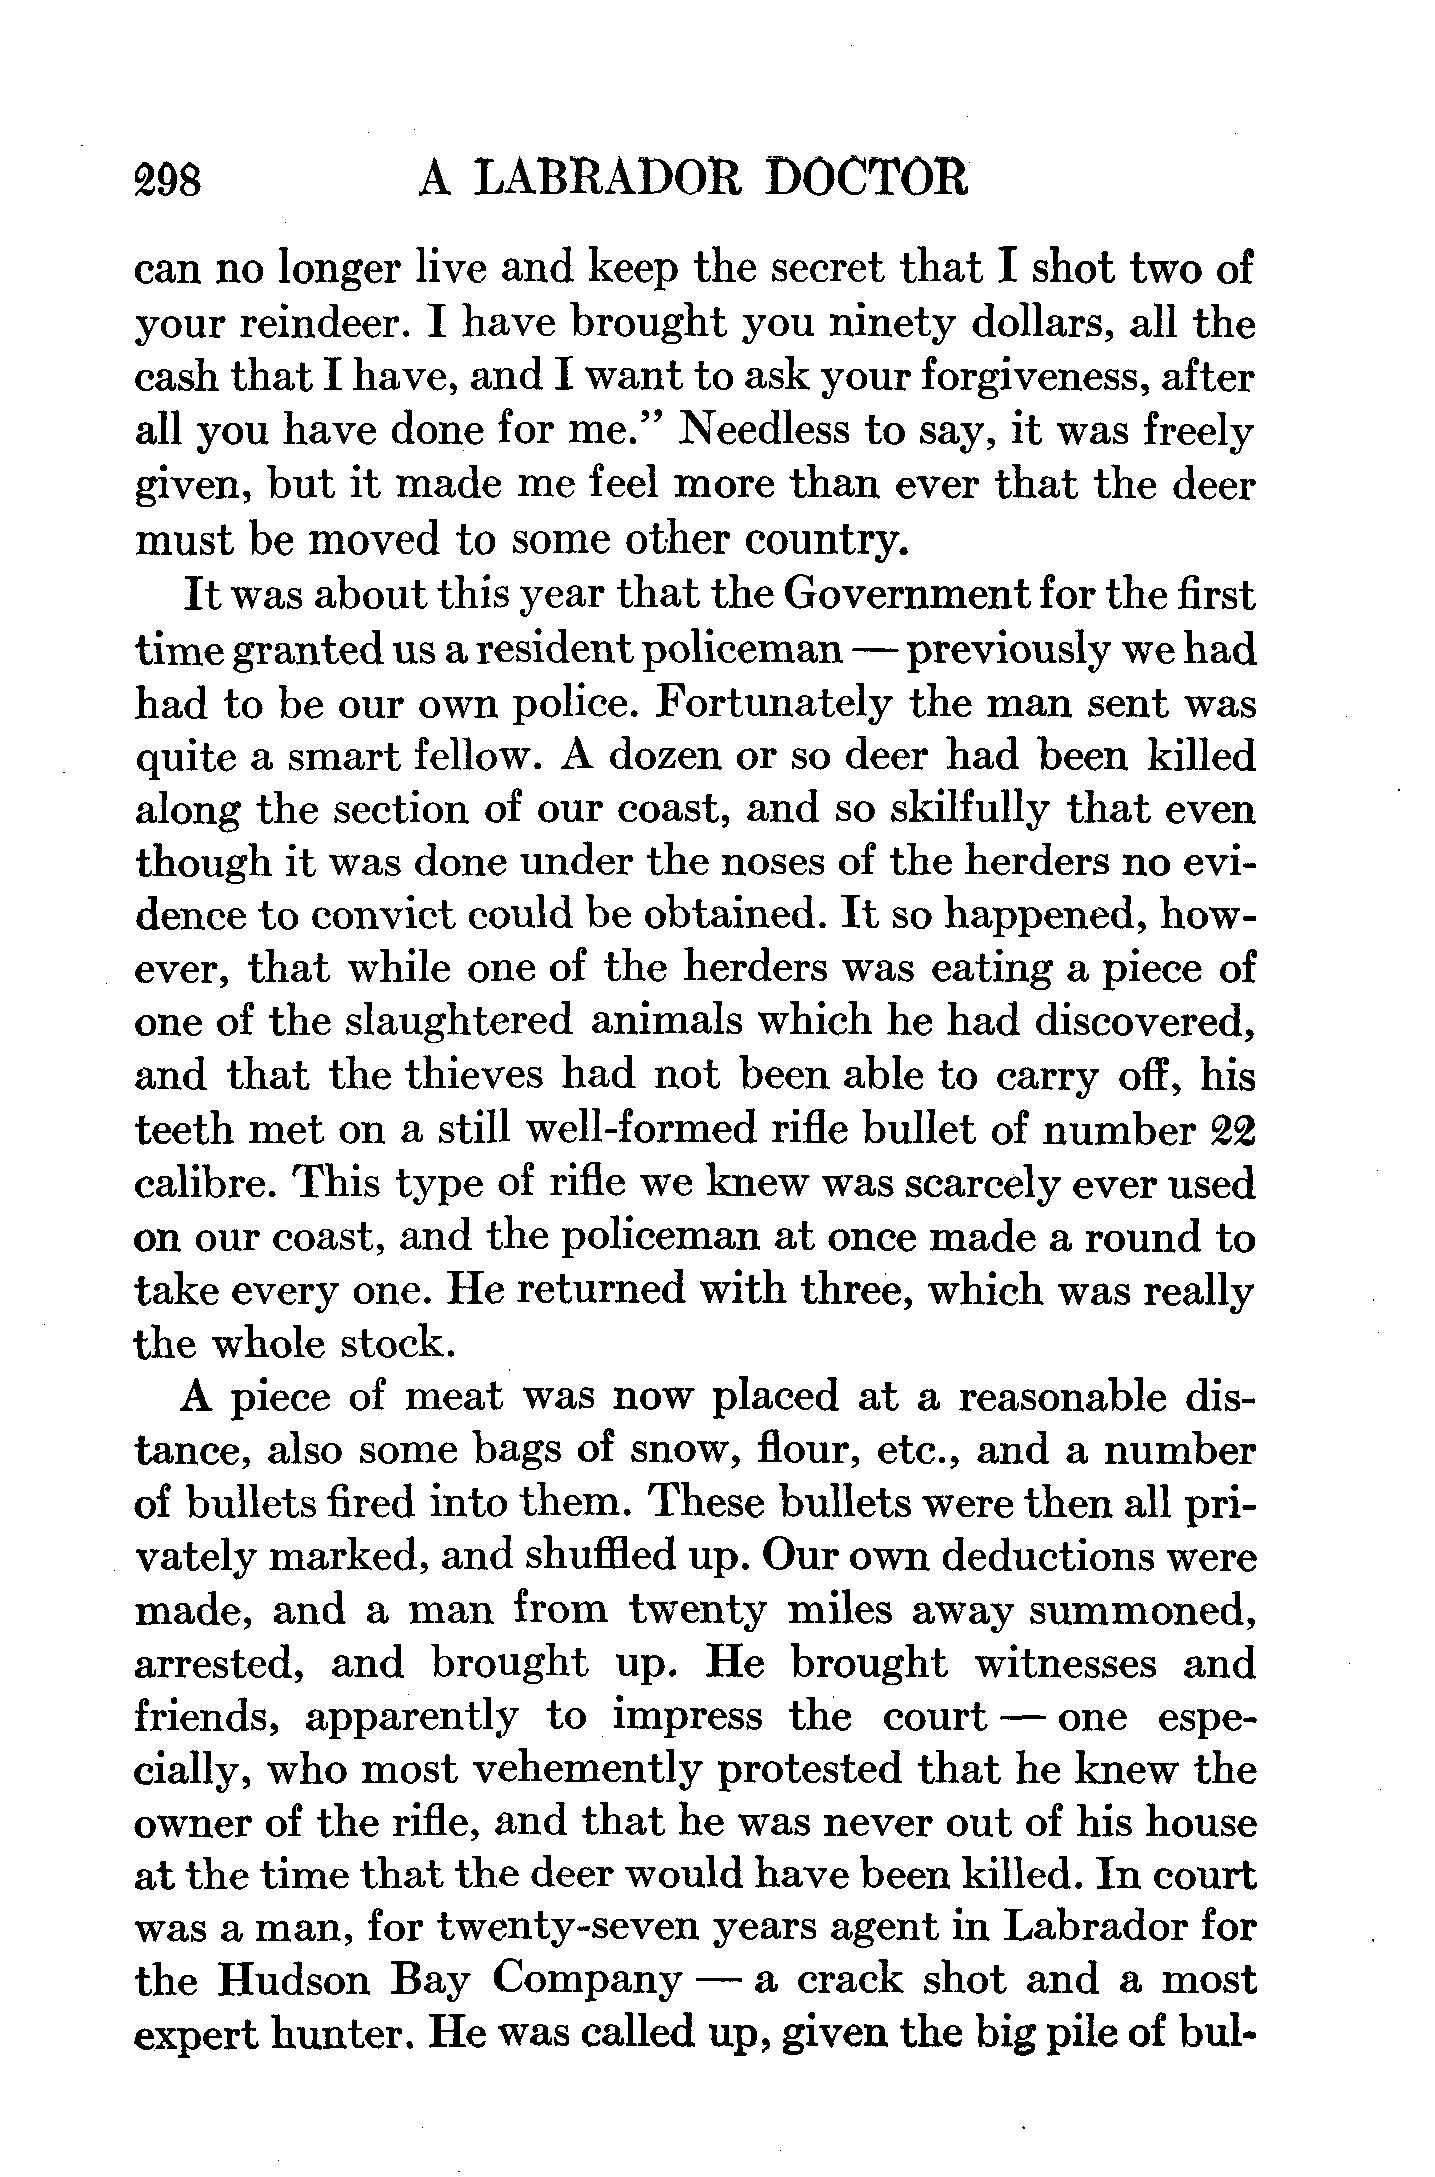 298 A LABRADOR DOCTOR
can no longer live and keep the secret that I shot two of
your reindeer. I have brought you ninety dollars, all the
cash that I have, and I want to ask your forgiveness, after
all you have done for me.” Needless to say, it was freely
given, but it made me feel more than ever that the deer
must be moved to some other country.
It was about this year that the Government for the first
time granted us a resident policeman — previously we had
had to be our own police. Fortunately the man sent was
quite a smart fellow. A dozen or so deer had been killed
along the section of our coast, and so skilfully that even
though it was done under the noses of the herders no evi-
dence to convict could be obtained. It so happened, how-
ever, that while one of the herders was eating a piece of
one of the slaughtered animals which he had discovered,
and that the thieves had not been able to carry off, his
teeth met on a still well-formed rifle bullet of number 22
calibre. This type of rifle we knew was scarcely ever used
on our coast, and the policeman at once made a round to
take every one. He returned with three, which was really
the whole stock.
A piece of meat was now placed at a reasonable dis-
tance, also some bags of snow, flour, etc., and a number
of bullets fired into them. These bullets were then all pri-
vately marked, and shuffled up. Our own deductions were
made, and a man from twenty miles away summoned,
arrested, and brought up. He brought witnesses and
friends, apparently to impress the court — one espe-
cially, who most vehemently protested that he knew the
owner of the rifle, and that he was never out of his house
at the time that the deer would have been killed. In court
was a man, for twenty-seven years agent in Labrador for
the Hudson Bay Company — a crack shot and a most
expert hunter. He was called up, given the big pile of bul-